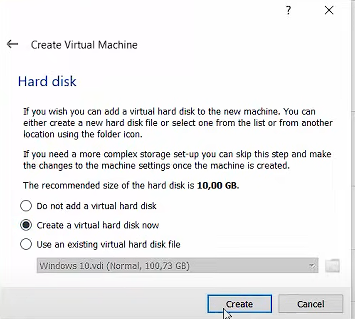 ?
Create Virtual Machine
Hard disk
If you wish you can add a virtual hard disk to the new machine. You can
either create a new hard disk file or select one from the list or from another
location using the folder icon.
If you need a more complex storage set-up you can skip this step and make
the changes to the machine settings once the machine is created.
The recommended size of the hard disk is 10,00 GB.
Do not add a virtual hard disk
Create a virtual hard disk now
Use an existing virtual hard disk file
Windows 10.vdi (Normal, 100,73 GB)
Create Cancel